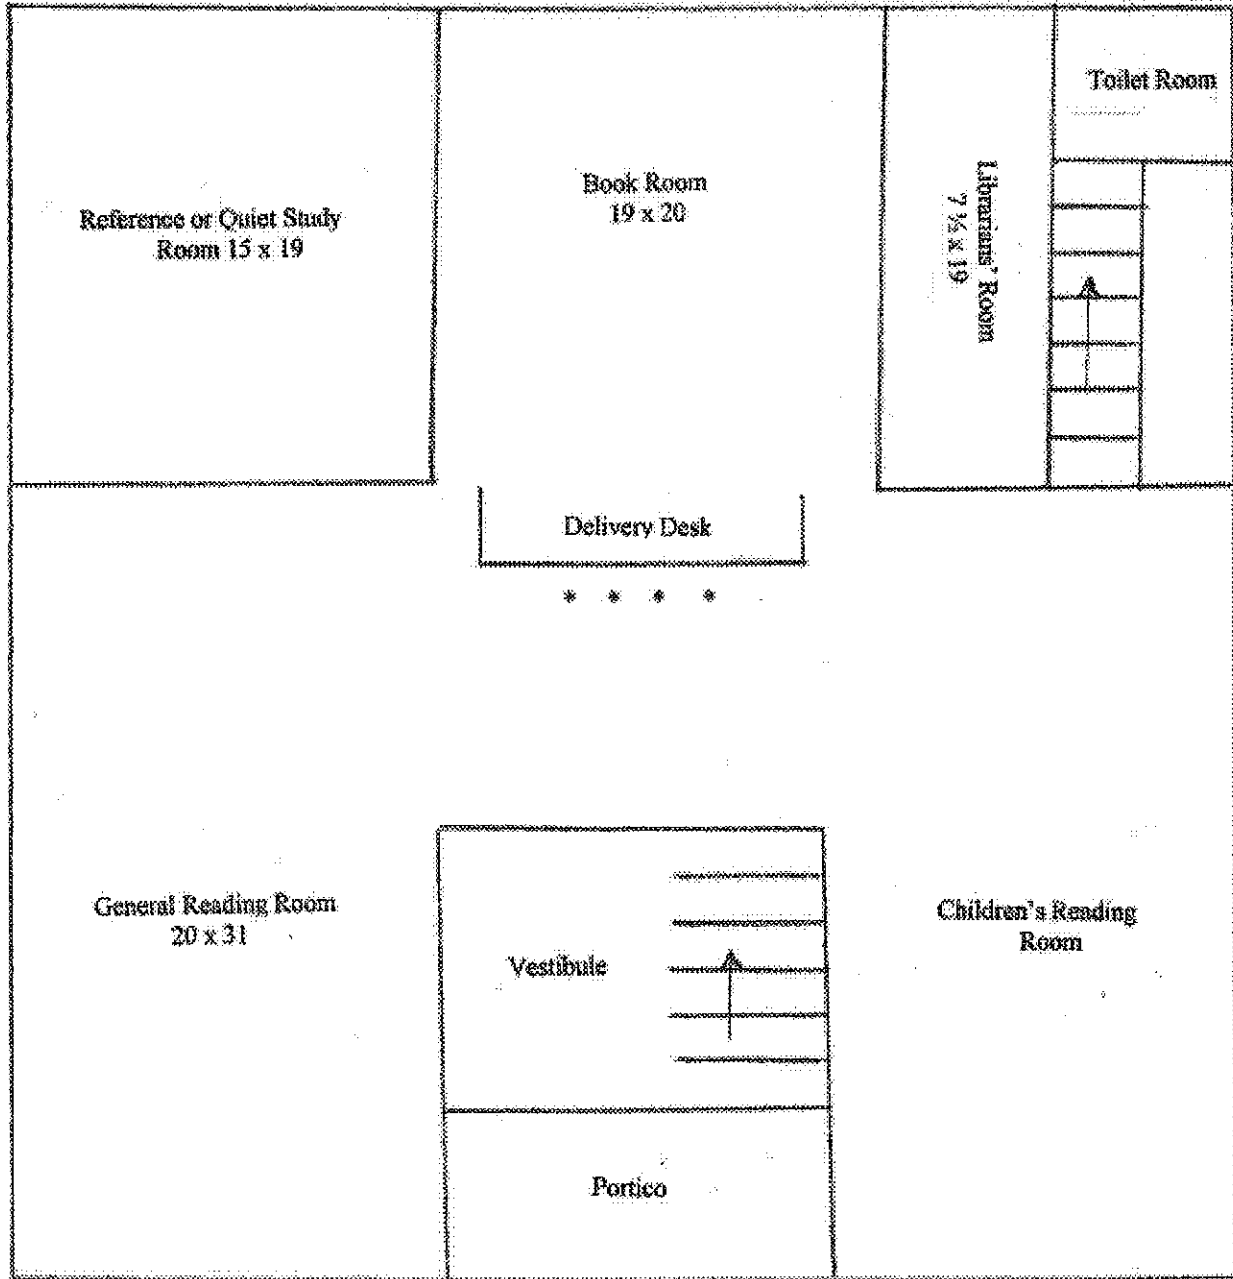 Toilet Room
Reference or Quiet Study
Room 15 x 19
Book Room
19 x 20
Librarians' Room
7 ½ x 19
Delivery Desk
* * * *
General Reading Room
20 x 31
Vestibule
Children's Reading
Room
Portico